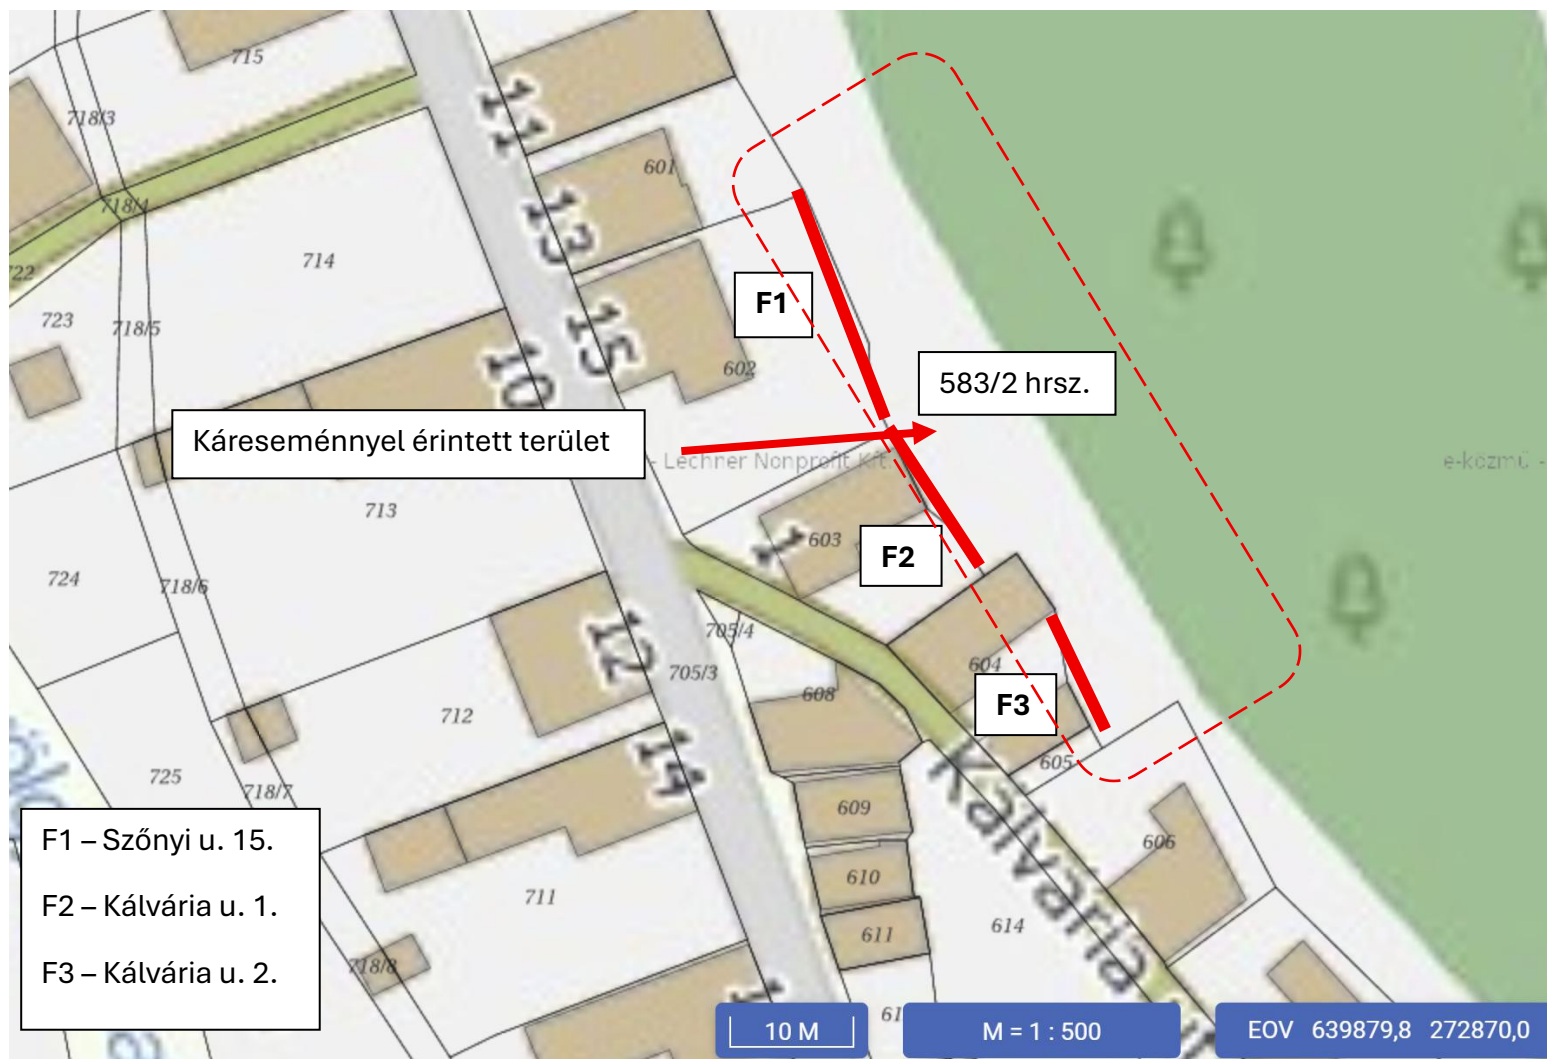 715
718/3
11
601
718/1
13
714
722
723
718/5
15
F1
10
602
583/2 hrsz.
Káreseménnyel érintett terület
- Lechner Nonprofit Kft.
e-közmű -
713
1
603
F2
724
718/6
12
705/4
705/3
604
608
F3
712
14
725
718/7
605
Kálvária
609
606
F1 – Szőnyi u. 15.
610
711
F2 – Kálvária u. 1.
611
614
F3 – Kálvária u. 2.
718/8
10 M
M = 1 : 500
EOV 639879,8 272870,0